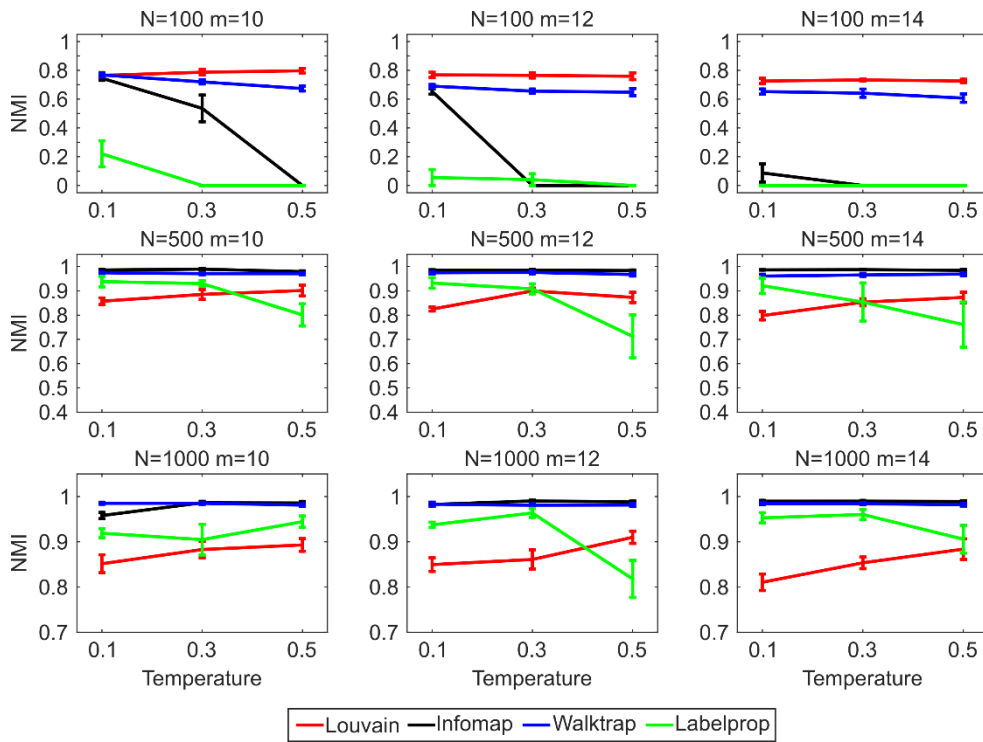 N=100 m=10 N=100 m=12 N=100 m=14
NMI
1 1 1
0.8 0.8 0.8
0.6 0.6 0.6
0.4 0.4 0.4
0.2 0.2 0.2
0 0 0
0.1 0.3 0.5 0.1 0.3 0.5 0.1 0.3 0.5
N=500 m=10 N=500 m=12 N=500 m=14
NMI
1 1 1
0.9 0.9 0.9
0.8 0.8 0.8
0.7 0.7 0.7
0.6 0.6 0.6
0.5 0.5 0.5
0.4 0.4 0.4
0.1 0.3 0.5 0.1 0.3 0.5 0.1 0.3 0.5
N=1000 m=10 N=1000 m=12 N=1000 m=14
NMI
1 1 1
0.9 0.9 0.9
0.8 0.8 0.8
0.7 0.7 0.7
0.1 0.3 0.5 0.1 0.3 0.5 0.1 0.3 0.5
Temperature Temperature Temperature
Louvain Infomap Walktrap Labelprop